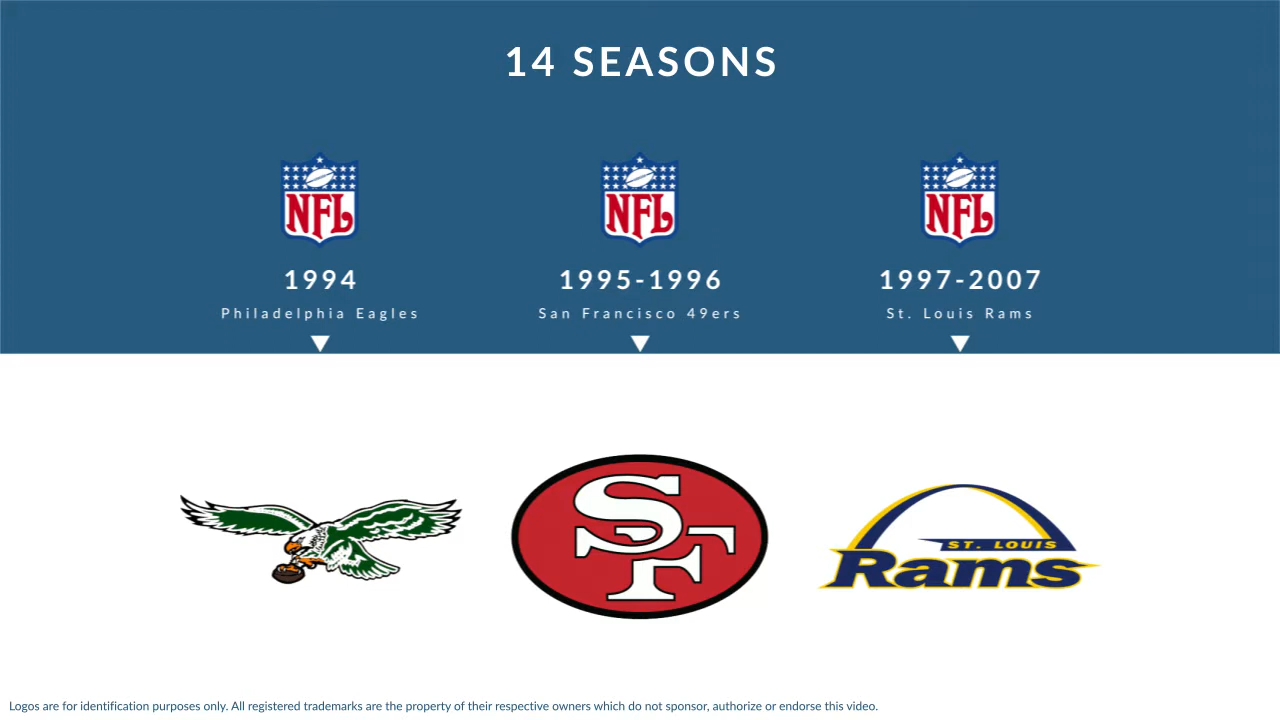 14 SEASONS
NFL NFL NFL
1994 1995-1996 1997-2007
Philadelphia Eagles San Francisco 49ers St. Louis Rams
SF
ST. LOUIS
Rams
Logos are for identification purposes only. All registered trademarks are the property of their respective owners which do not sponsor, authorize or endorse this video.